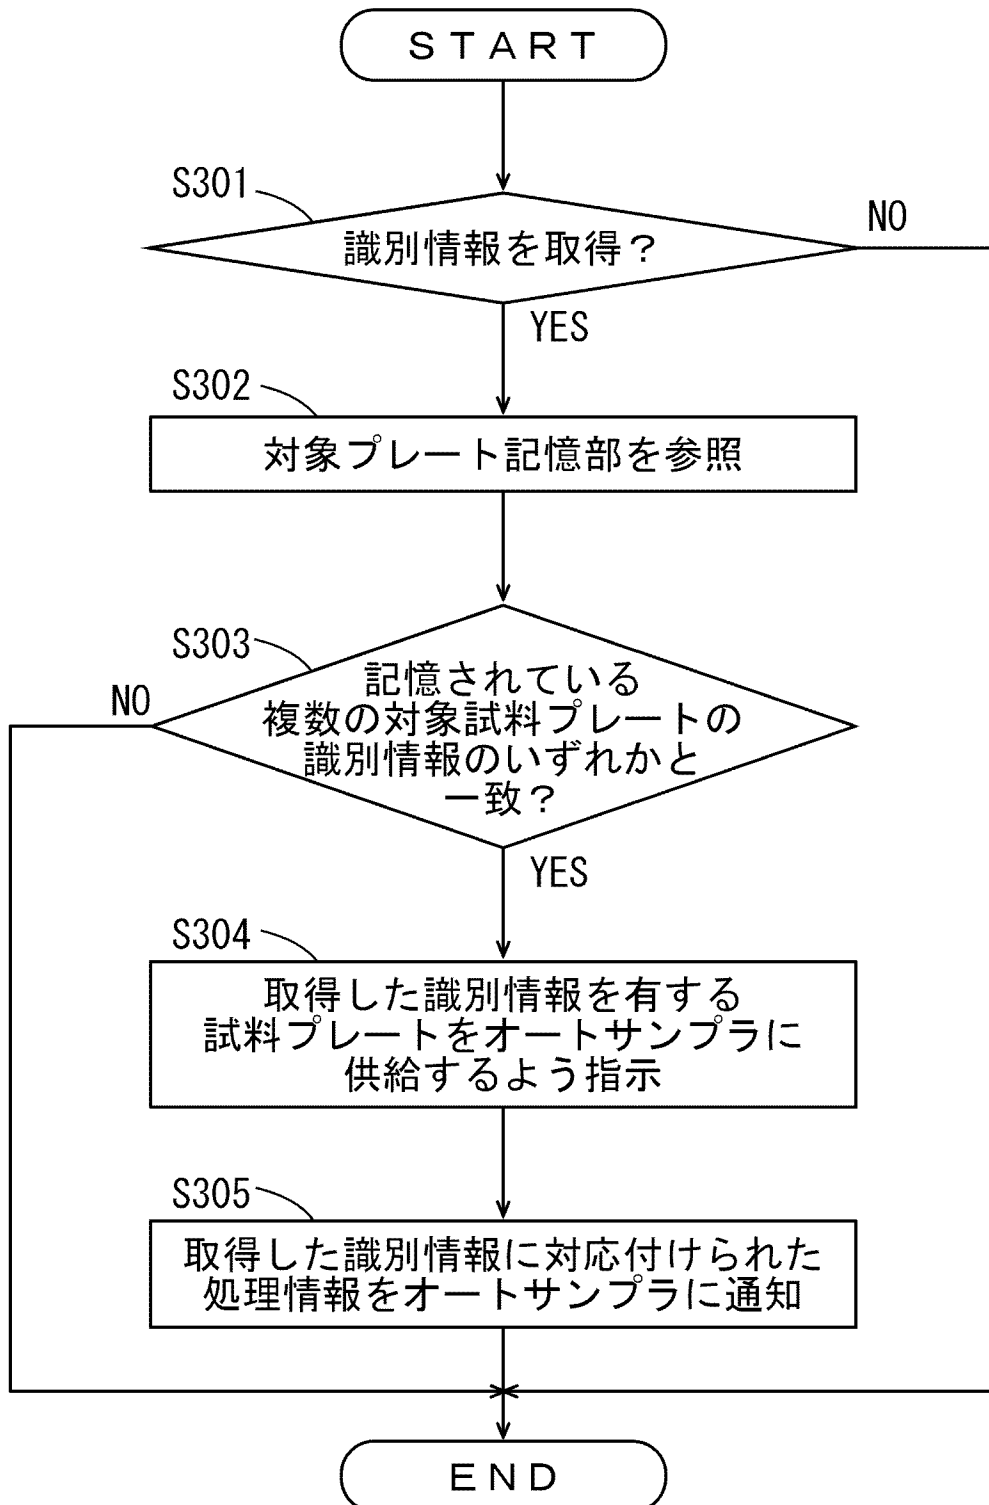 START
S301
識別情報を取得？
NO
YES
S302
対象プレート記憶部を参照
S303
記憶されている
複数の対象試料プレートの
識別情報のいずれかと
一致？
NO
YES
S304
取得した識別情報を有する
試料プレートをオートサンプラに
供給するよう指示
S305
取得した識別情報に対応付けられた
処理情報をオートサンプラに通知
END